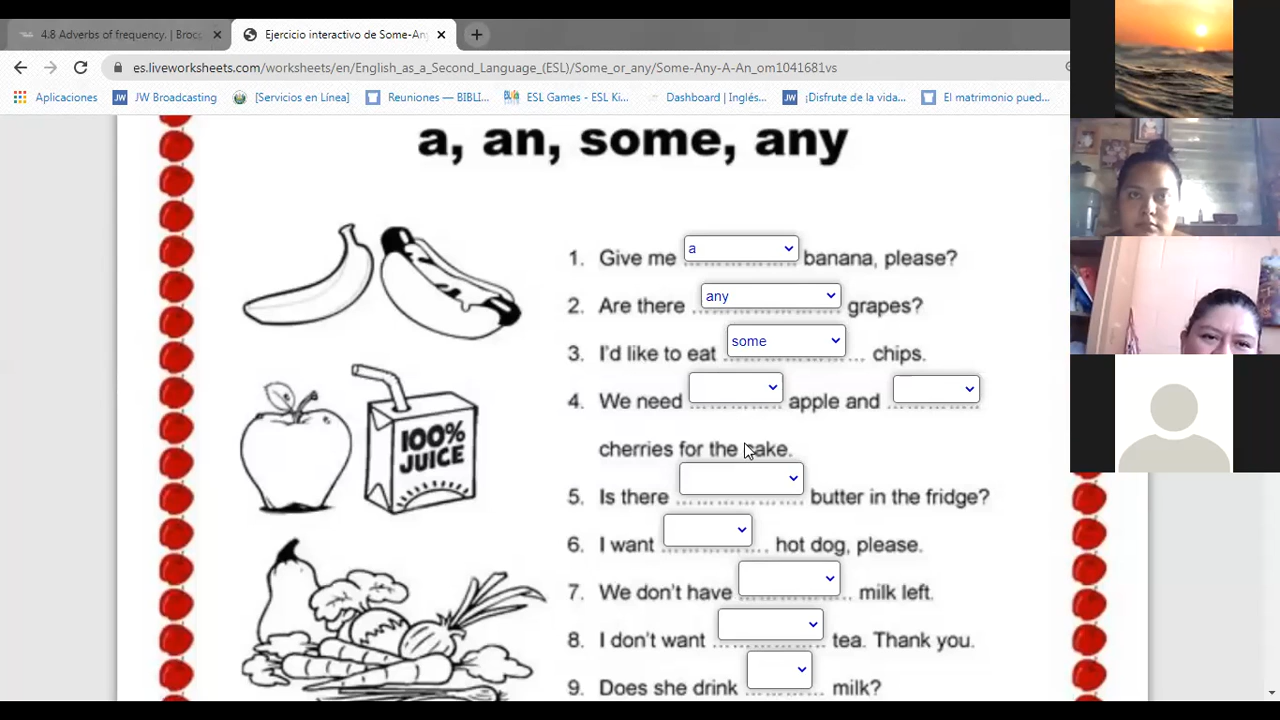 4.8 Adverbs of frequency. | Broc
Ejercicio interactivo de Some-An
es.liveworksheets.com/worksheets/en/English_as_a_Second_Language_(ESL)/Some_or_any/Some-Any-A-An_om1041681vs
Aplicaciones JW Broadcasting [Servicios en Línea] Reuniones — BIBLI... ESL Games - ESL Ki... Dashboard | Inglés,... ¡Disfrute de la vida... El matrimonio pued...
a, an, some, any
1. Give me a banana, please?
2. Are there any grapes?
3. I'd like to eat some chips.
4. We need apple and
cherries for the cake.
100% JUICE
5. Is there butter in the fridge?
6. I want hot dog, please.
7. We don't have milk left.
8. I don't want tea. Thank you.
9. Does she drink milk?